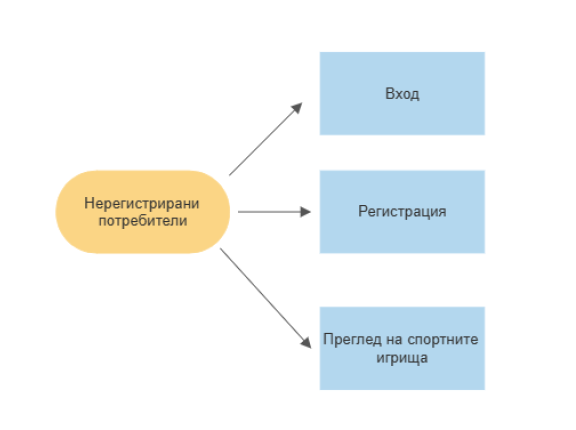 Вход
Нерегистрирани
потребители
Регистрация
Преглед на спортните
игрища